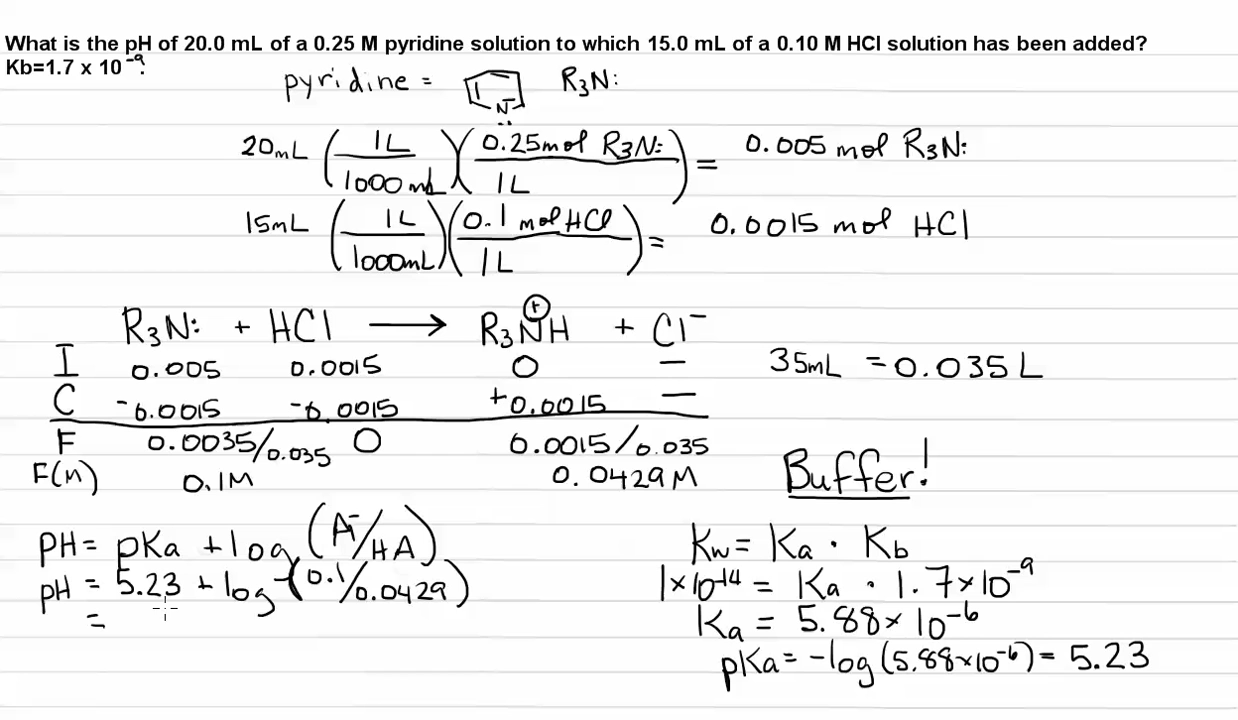 What is the pH of 20.0 mL of a 0.25 M pyridine solution to which 15.0 mL of a 0.10 M HCl solution has been added?
Kb=1.7 x 10⁻⁹.
pyridine = N R₃N:
20mL (1L/1000mL)(0.25mol R₃N:/1L) = 0.005 mol R₃N:
15mL (1L/1000mL)(0.1 mol HCl/1L) = 0.0015 mol HCl
R₃N: + HCl → R₃N⊕H + Cl⁻
I 0.005 0.0015 0 — 35mL = 0.035L
C -0.0015 -0.0015 +0.0015 —
F 0.0035/0.035 0 0.0015/0.035
F(M) 0.1M 0.0429M Buffer!
pH = pKa + log(A⁻/HA) Kw = Ka · Kb
pH = 5.23 + log(0.1/0.0429) 1×10⁻¹⁴ = Ka · 1.7×10⁻⁹
= Ka = 5.88×10⁻⁶
pKa = -log(5.88×10⁻⁶) = 5.23